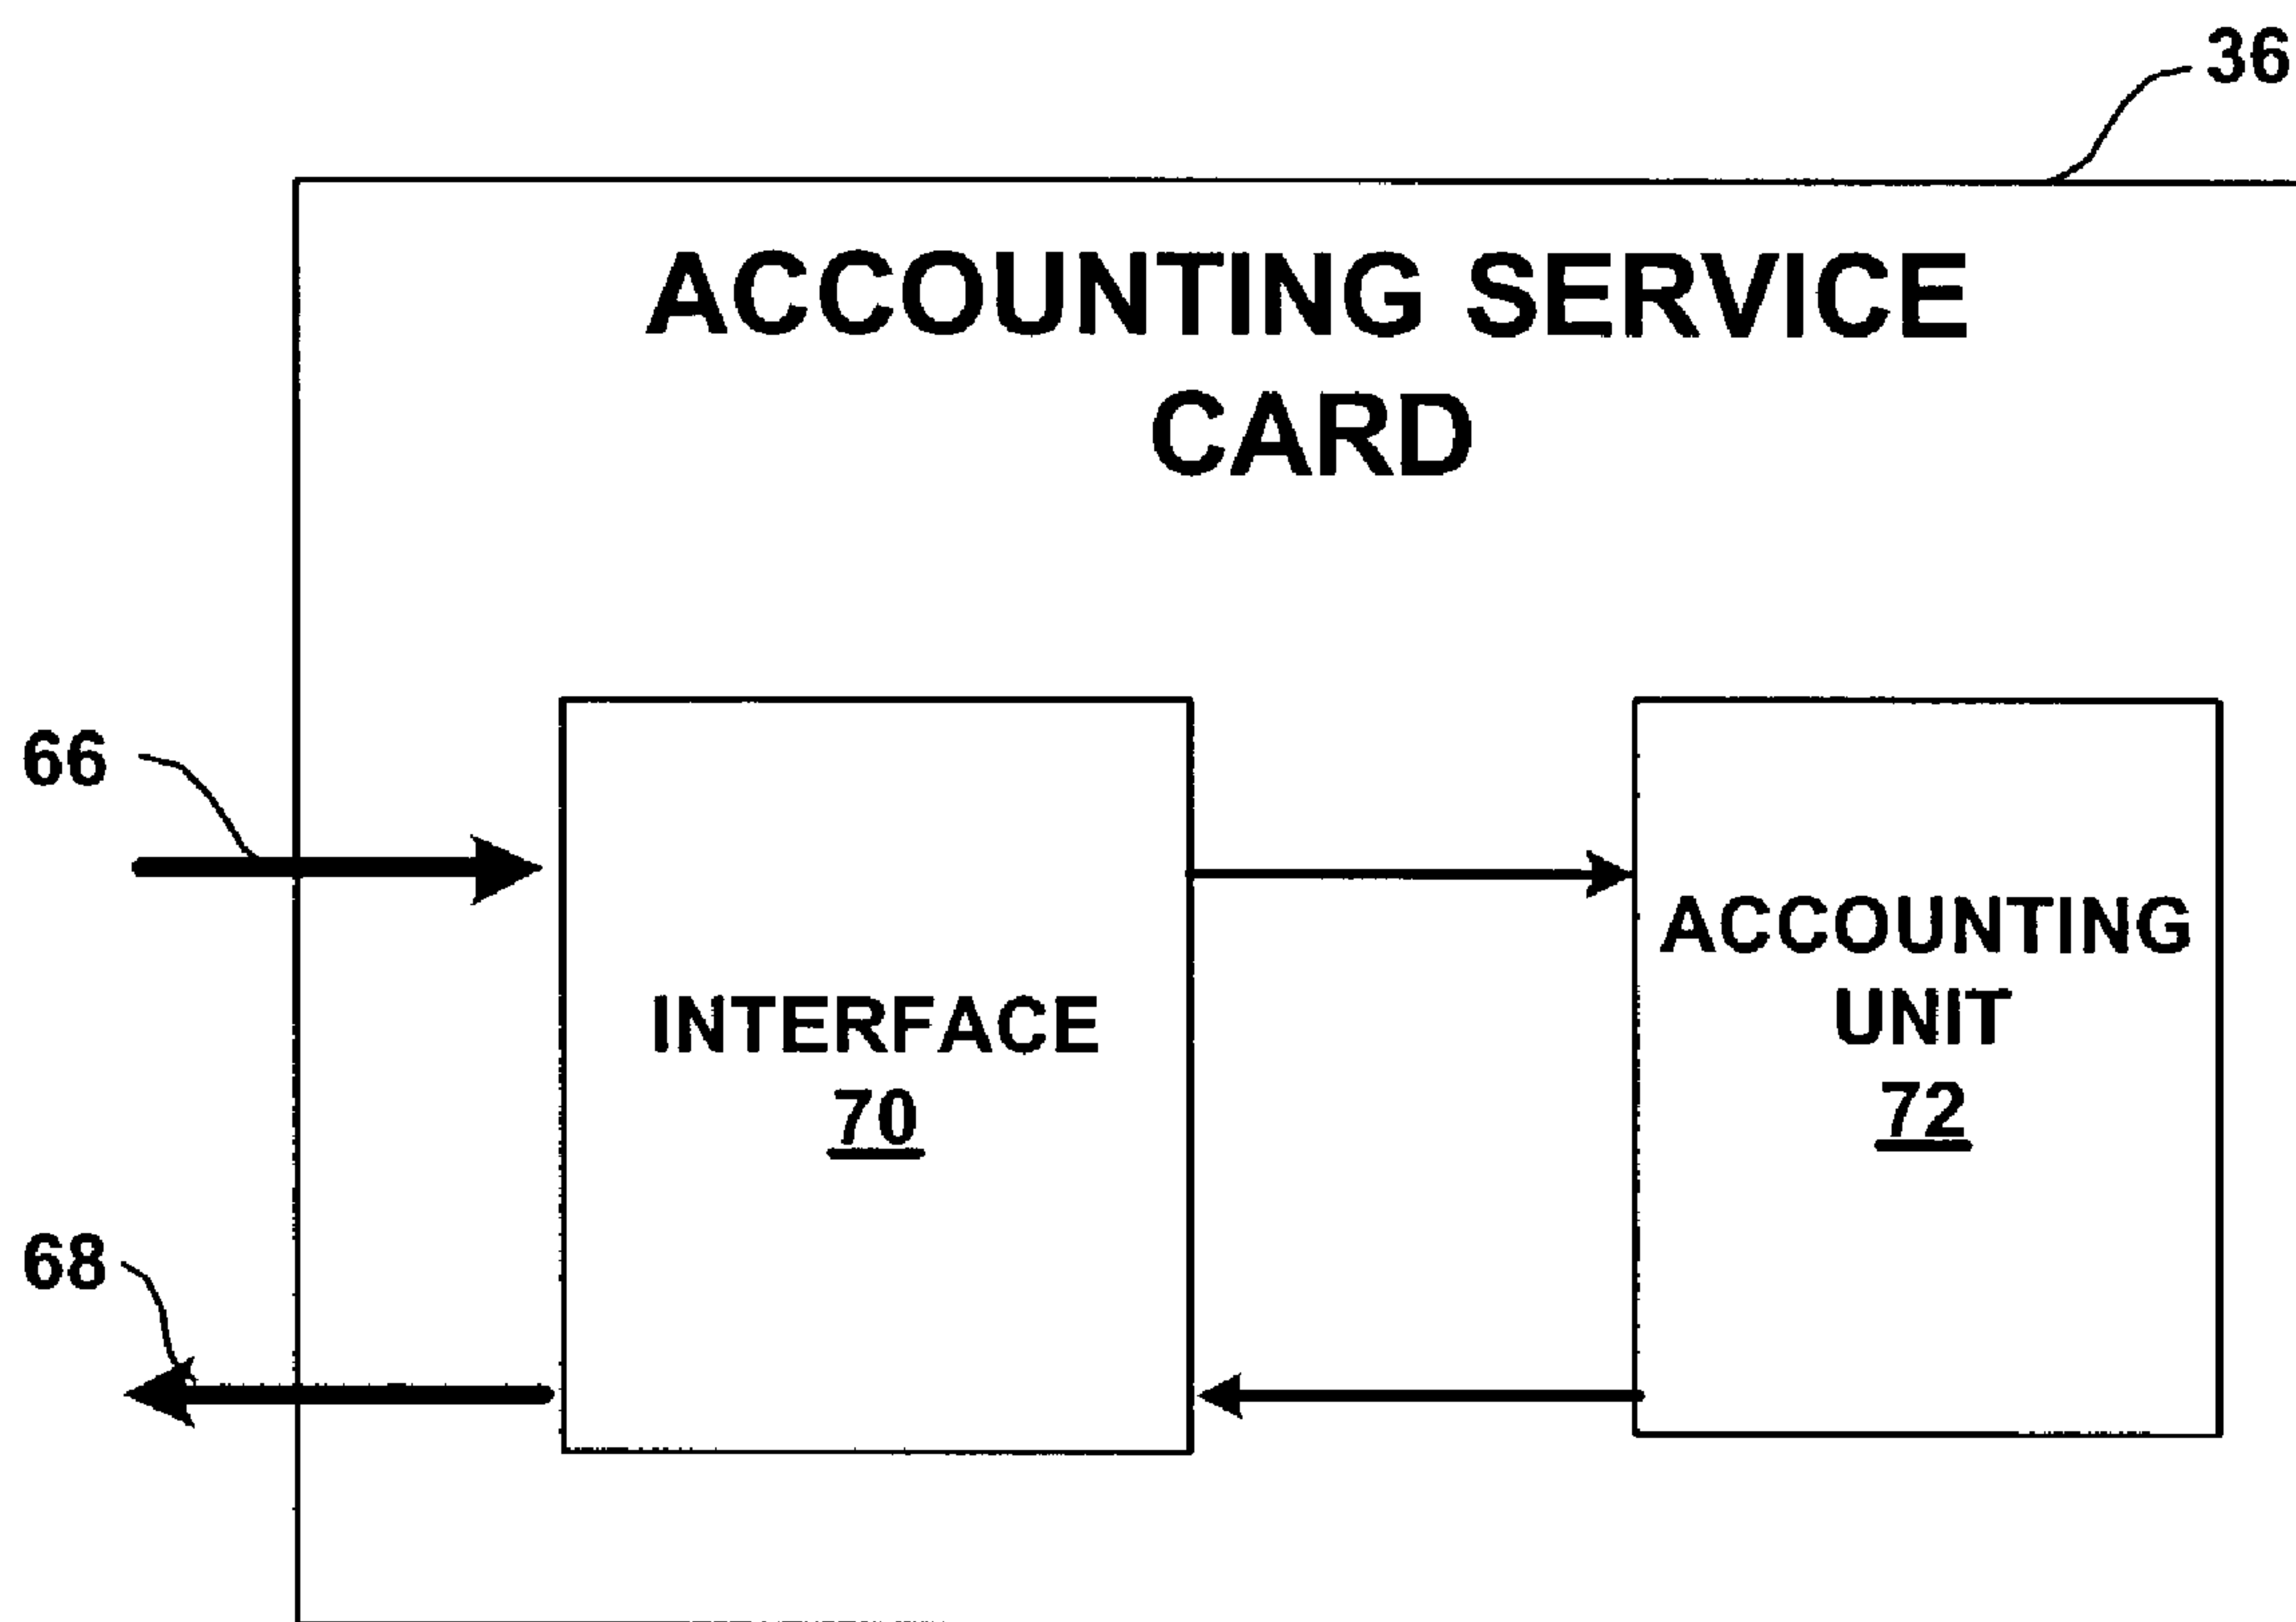 36
ACCOUNTING SERVICE
CARD
66
ACCOUNTING
UNIT
72
INTERFACE
70
68